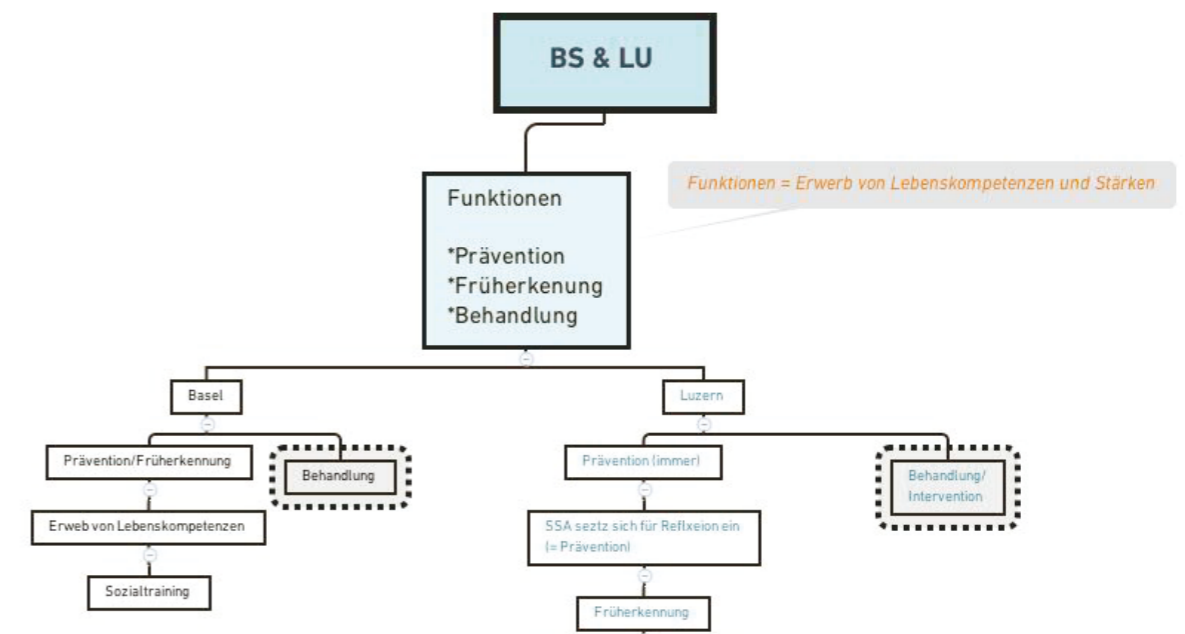 BS & LU
Funktionen = Erwerb von Lebenskompetenzen und Stärken
Funktionen
*Prävention
*Früherkenung
*Behandlung
Basel
Luzern
Prävention/Früherkennung
Behandlung
Prävention (immer)
Behandlung/
Intervention
Erweb von Lebenskompetenzen
SSA seztz sich für Reflxeion ein
(= Prävention)
Sozialtraining
Früherkennung